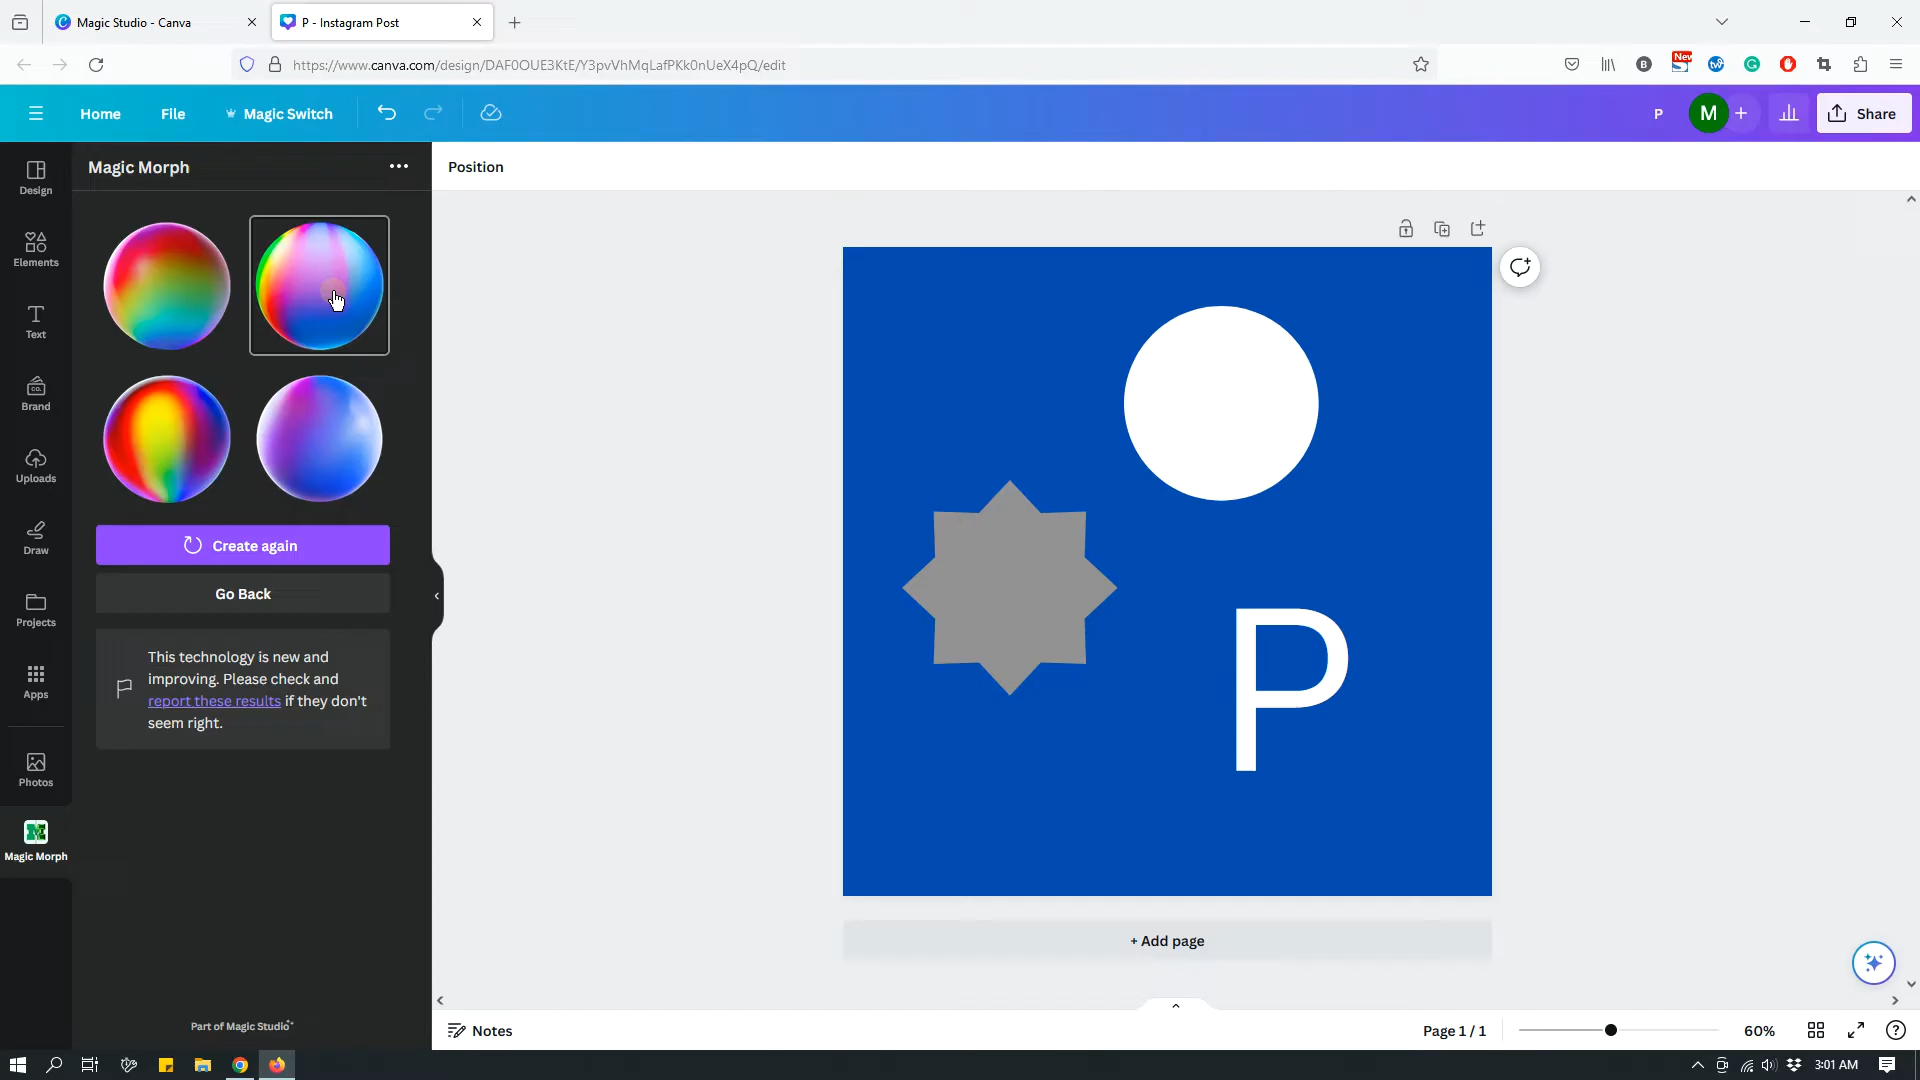 Magic Studio - Canva
P - Instagram Post
https://www.canva.com/design/DAF0OUE3KtE/Y3pvVhMqLafPKk0nUeX4pQ/edit
New
B
Home
File
Magic Switch
P
M
Share
Magic Morph
Position
Design
Elements
Text
CO.
Brand
Uploads
Draw
Projects
Apps
Photos
Magic Morph
Create again
Go Back
This technology is new and
improving. Please check and
report these results if they don't
seem right.
Part of Magic Studio
P
+ Add page
Notes
Page 1 / 1
60%
3:01 AM